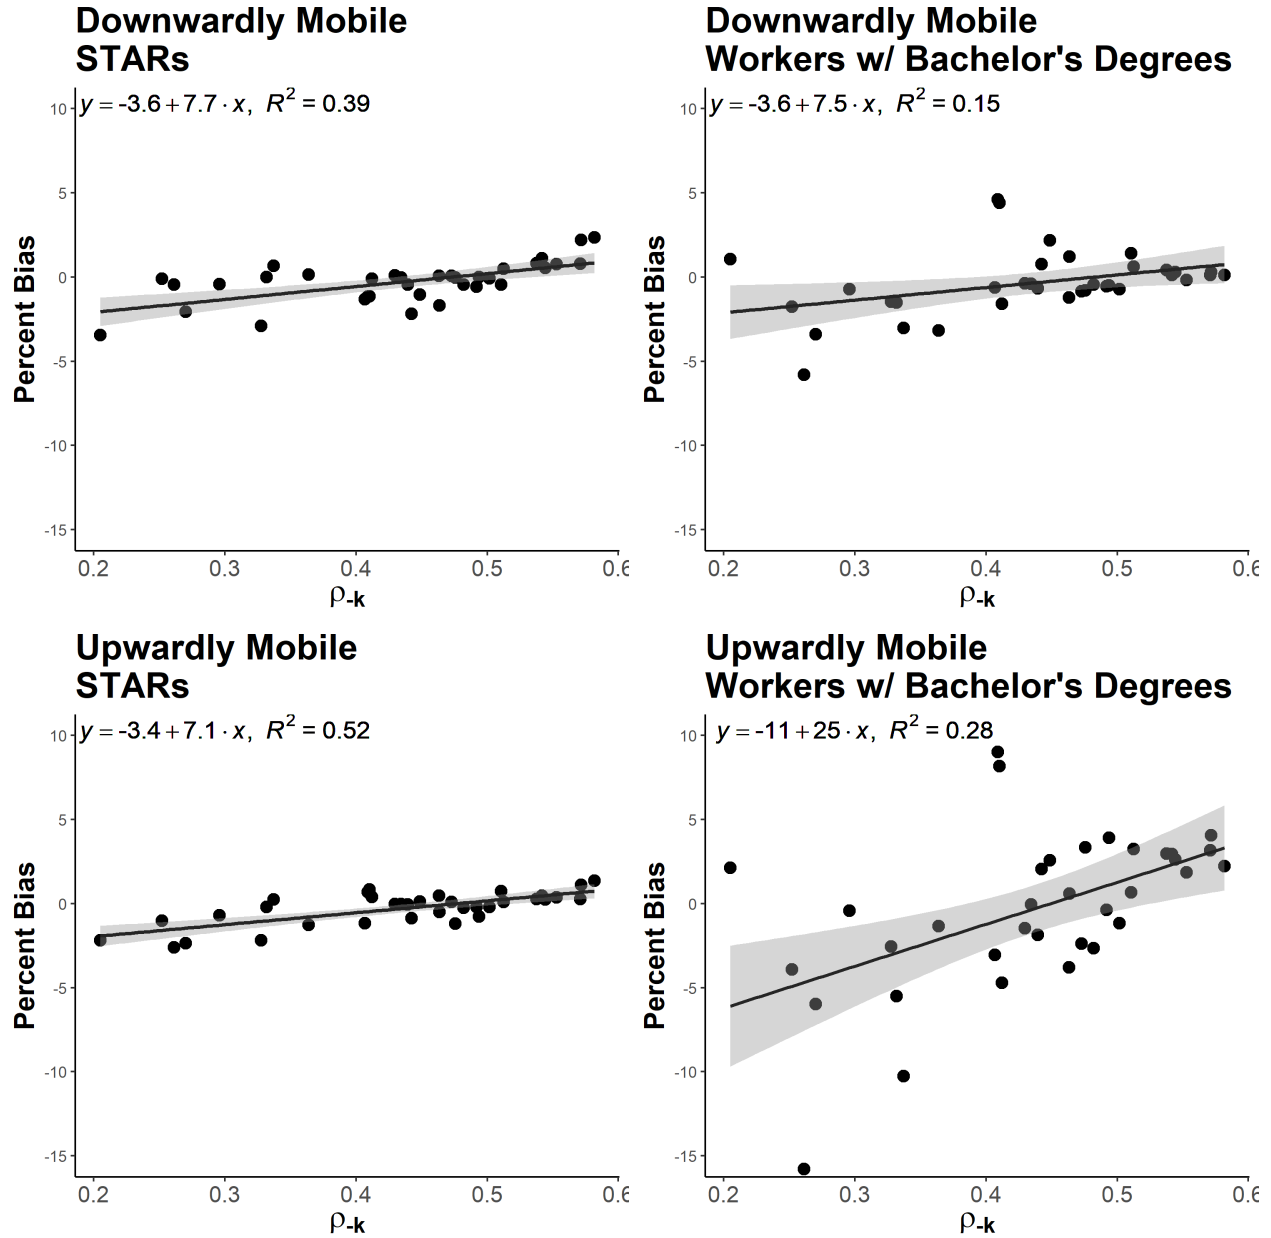 Downwardly Mobile
STARs
y = -3.6 + 7.7 · x, R² = 0.39
10
5
0
-5
-10
-15
Percent Bias
0.2 0.3 0.4 0.5 0.6
ρ-k
Downwardly Mobile
Workers w/ Bachelor's Degrees
y = -3.6 + 7.5 · x, R² = 0.15
10
5
0
-5
-10
-15
Percent Bias
0.2 0.3 0.4 0.5 0.6
ρ-k
Upwardly Mobile
STARs
y = -3.4 + 7.1 · x, R² = 0.52
10
5
0
-5
-10
-15
Percent Bias
0.2 0.3 0.4 0.5 0.6
ρ-k
Upwardly Mobile
Workers w/ Bachelor's Degrees
y = -11 + 25 · x, R² = 0.28
10
5
0
-5
-10
-15
Percent Bias
0.2 0.3 0.4 0.5 0.6
ρ-k